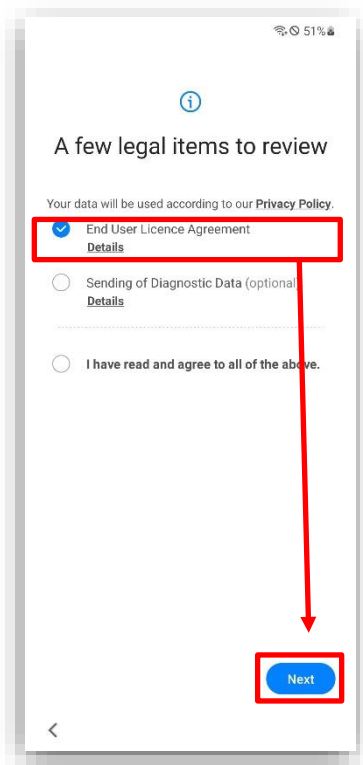 51%
A few legal items to review
Your data will be used according to our Privacy Policy.
End User Licence Agreement
Details
Sending of Diagnostic Data (optional)
Details
I have read and agree to all of the above.
Next